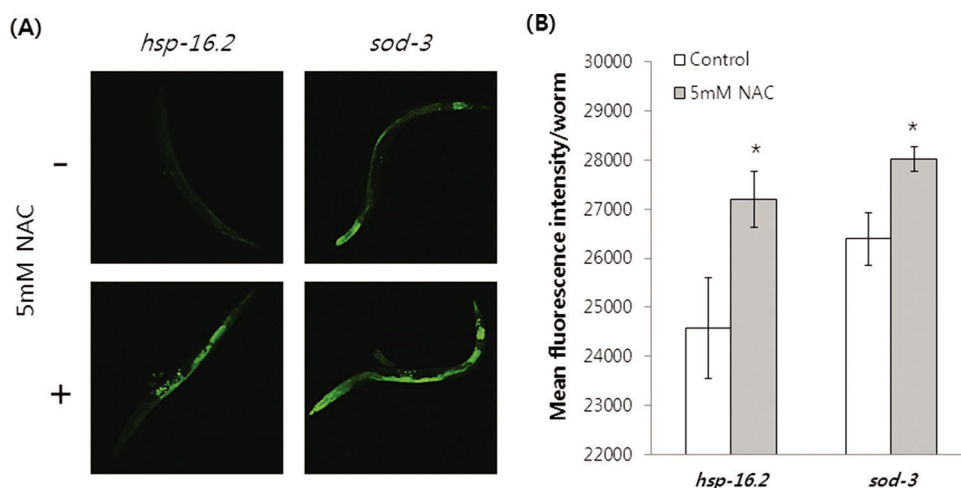 (A)
hsp-16.2 sod-3
5mM NAC
-
+
(B)
Mean fluorescence intensity/worm
30000
29000
28000
27000
26000
25000
24000
23000
22000
Control
5mM NAC
*
*
hsp-16.2 sod-3